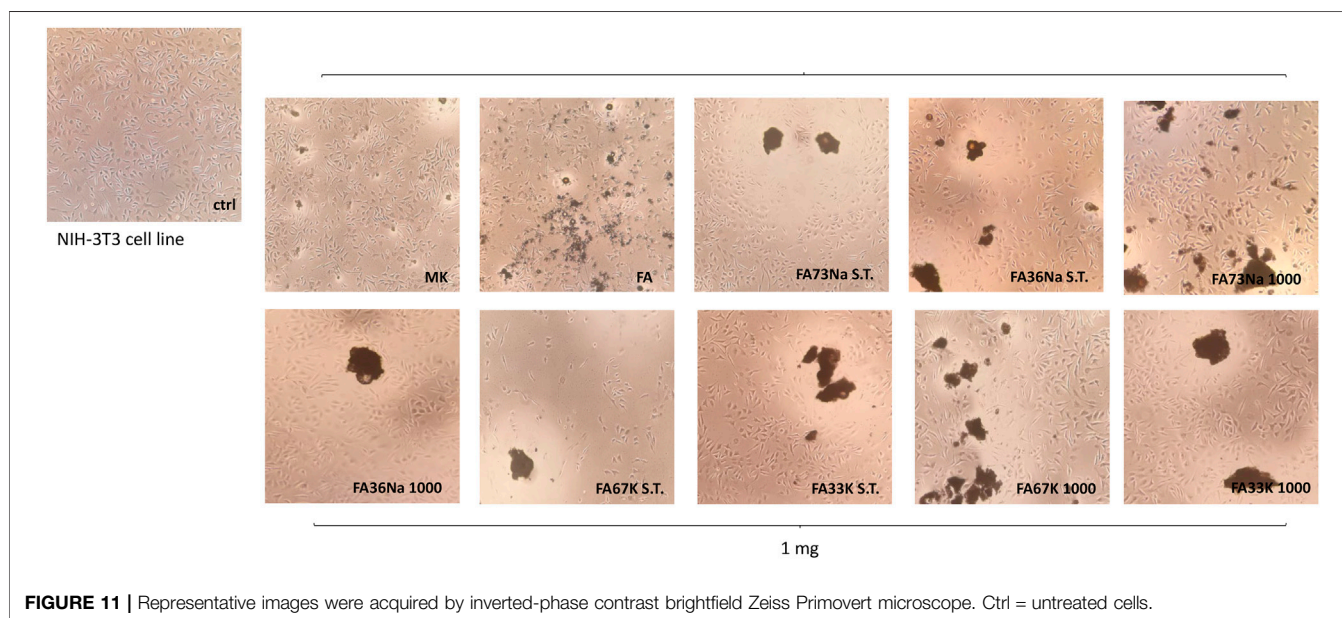 ctrl
NIH-3T3 cell line
MK
FA
FA73Na S.T.
FA36Na S.T.
FA73Na 1000
FA36Na 1000
FA67K S.T.
FA33K S.T.
FA67K 1000
FA33K 1000
1 mg
FIGURE 11 | Representative images were acquired by inverted-phase contrast brightfield Zeiss Primovert microscope. Ctrl = untreated cells.